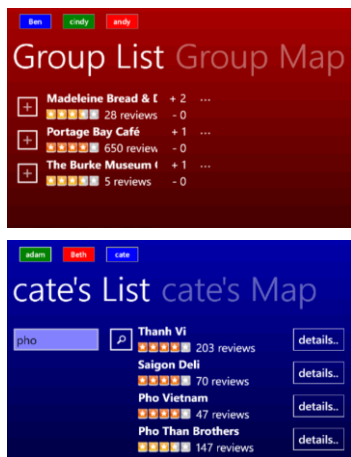 Ben cindy andy
Group List Group Map
+ Madeleine Bread & D + 2 ...
28 reviews - 0
+ Portage Bay Café + 1 ...
650 review - 0
+ The Burke Museum + 1 ...
5 reviews - 0
adam Beth cate
cate's List cate's Map
pho Thanh Vi details..
203 reviews
Saigon Deli details..
70 reviews
Pho Vietnam details..
47 reviews
Pho Than Brothers details..
147 reviews